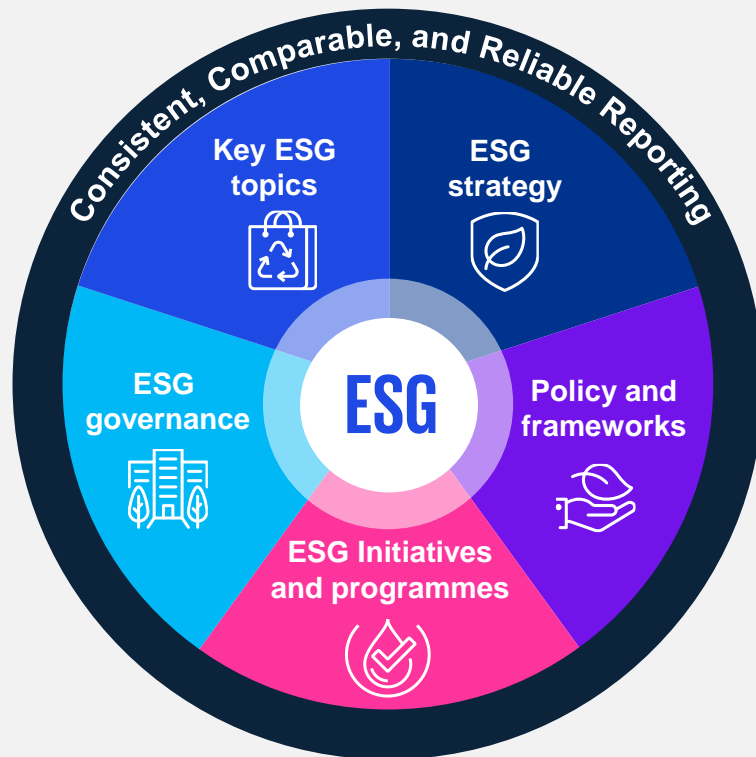 Consistent, Comparable, and Reliable Reporting
Key ESG
topics
ESG
strategy
ESG
governance
ESG
Policy and
frameworks
ESG Initiatives
and programmes